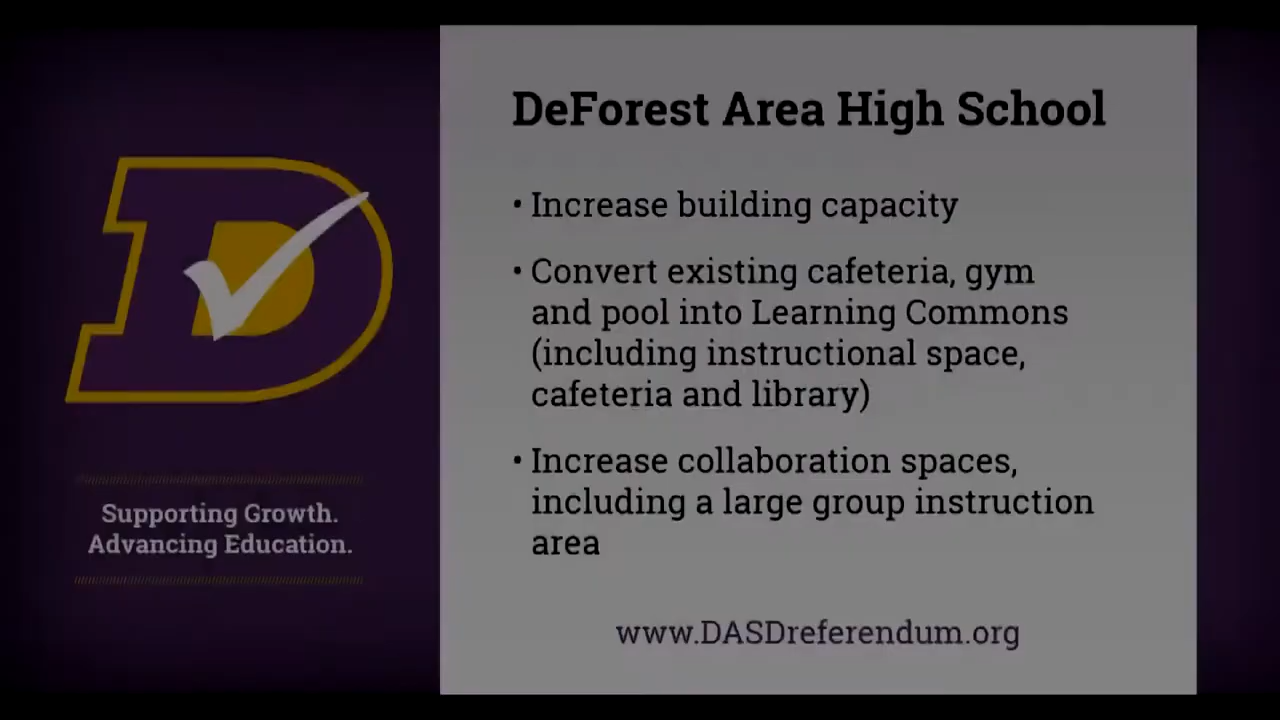 DeForest Area High School
• Increase building capacity
• Convert existing cafeteria, gym
and pool into Learning Commons
(including instructional space,
cafeteria and library)
• Increase collaboration spaces,
including a large group instruction
area
www.DASDreferendum.org
D
Supporting Growth.
Advancing Education.